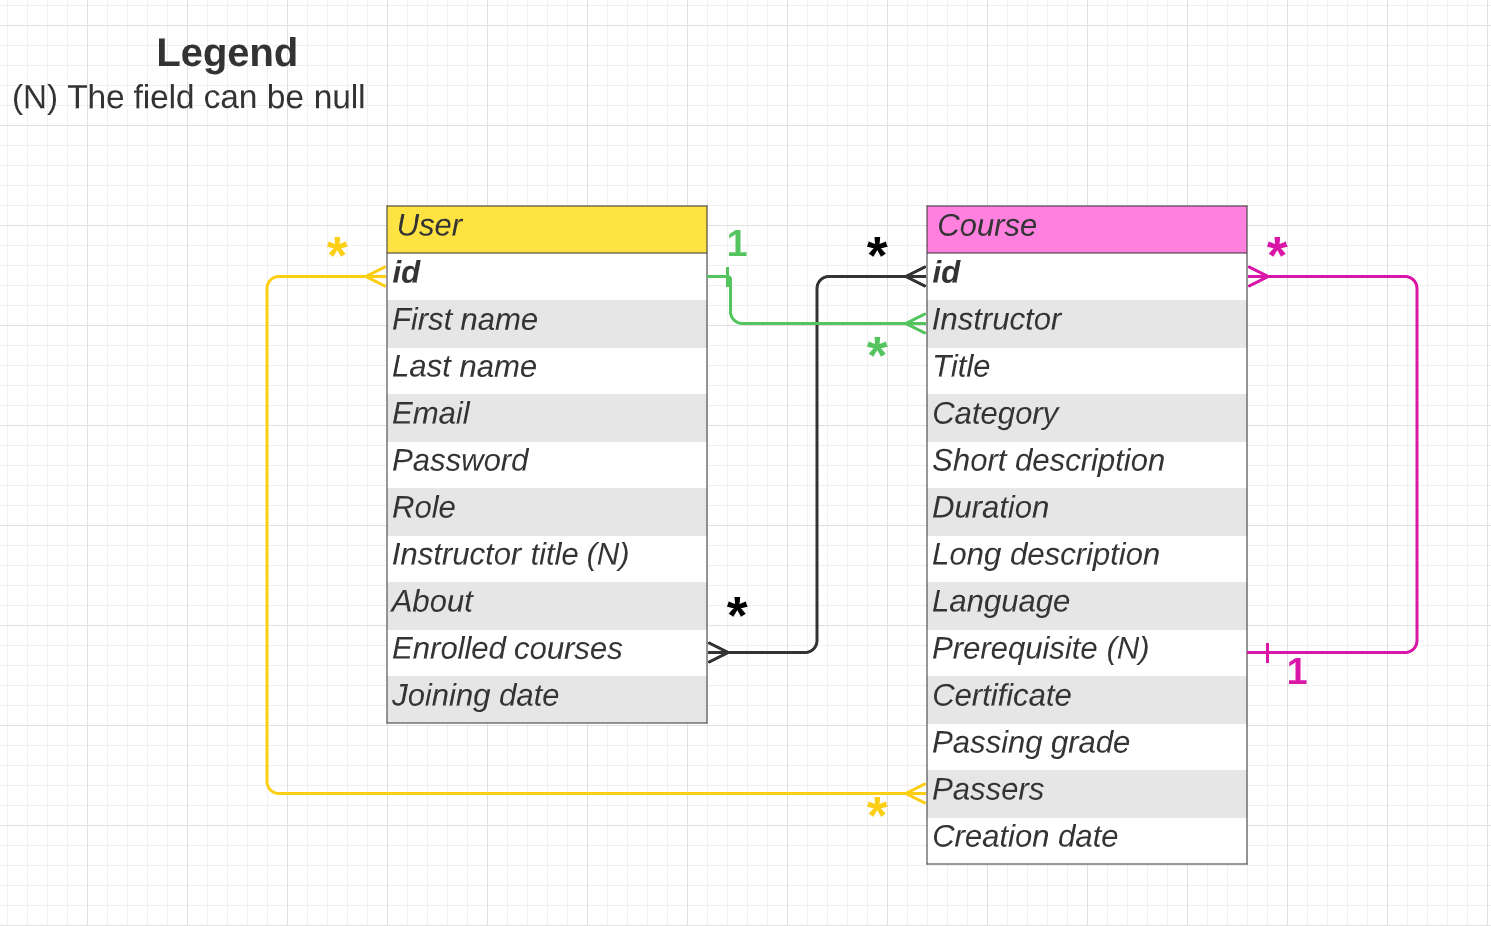 Legend
(N) The field can be null
User
id
First name
Last name
Email
Password
Role
Instructor title (N)
About
Enrolled courses
Joining date
Course
id
Instructor
Title
Category
Short description
Duration
Long description
Language
Prerequisite (N)
Certificate
Passing grade
Passers
Creation date
*
1
*
*
*
*
1
*
*